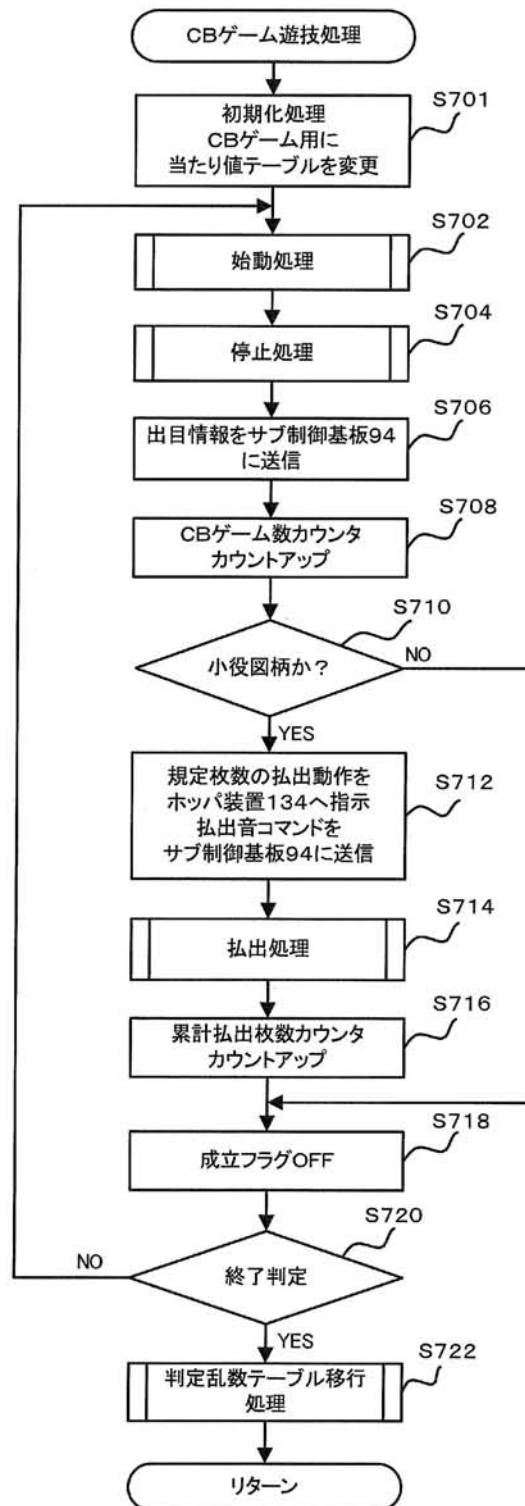 CBゲーム遊技処理
S701
初期化処理
CBゲーム用に
当たり値テーブルを変更
S702
始動処理
S704
停止処理
S706
出目情報をサブ制御基板94
に送信
S708
CBゲーム数カウンタ
カウントアップ
S710
小役図柄か?
NO
YES
規定枚数の払出動作を
ホッパ装置134へ指示
払出音コマンドを
サブ制御基板94に送信
S712
S714
払出処理
S716
累計払出枚数カウンタ
カウントアップ
S718
成立フラグOFF
S720
NO
終了判定
YES
S722
判定乱数テーブル移行
処理
リターン